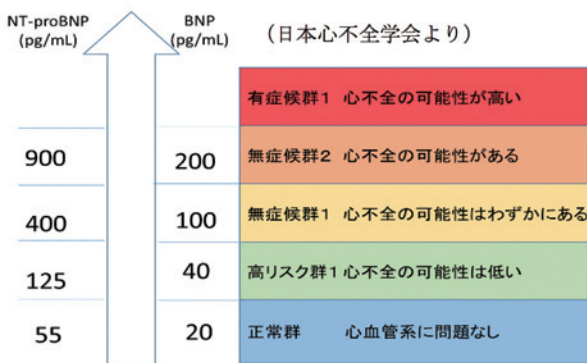 NT-proBNP
(pg/mL)
BNP
(pg/mL)
（日本心不全学会より）
有症候群1 心不全の可能性が高い
900 200 無症候群2 心不全の可能性がある
400 100 無症候群1 心不全の可能性はわずかにある
125 40 高リスク群1 心不全の可能性は低い
55 20 正常群 心血管系に問題なし